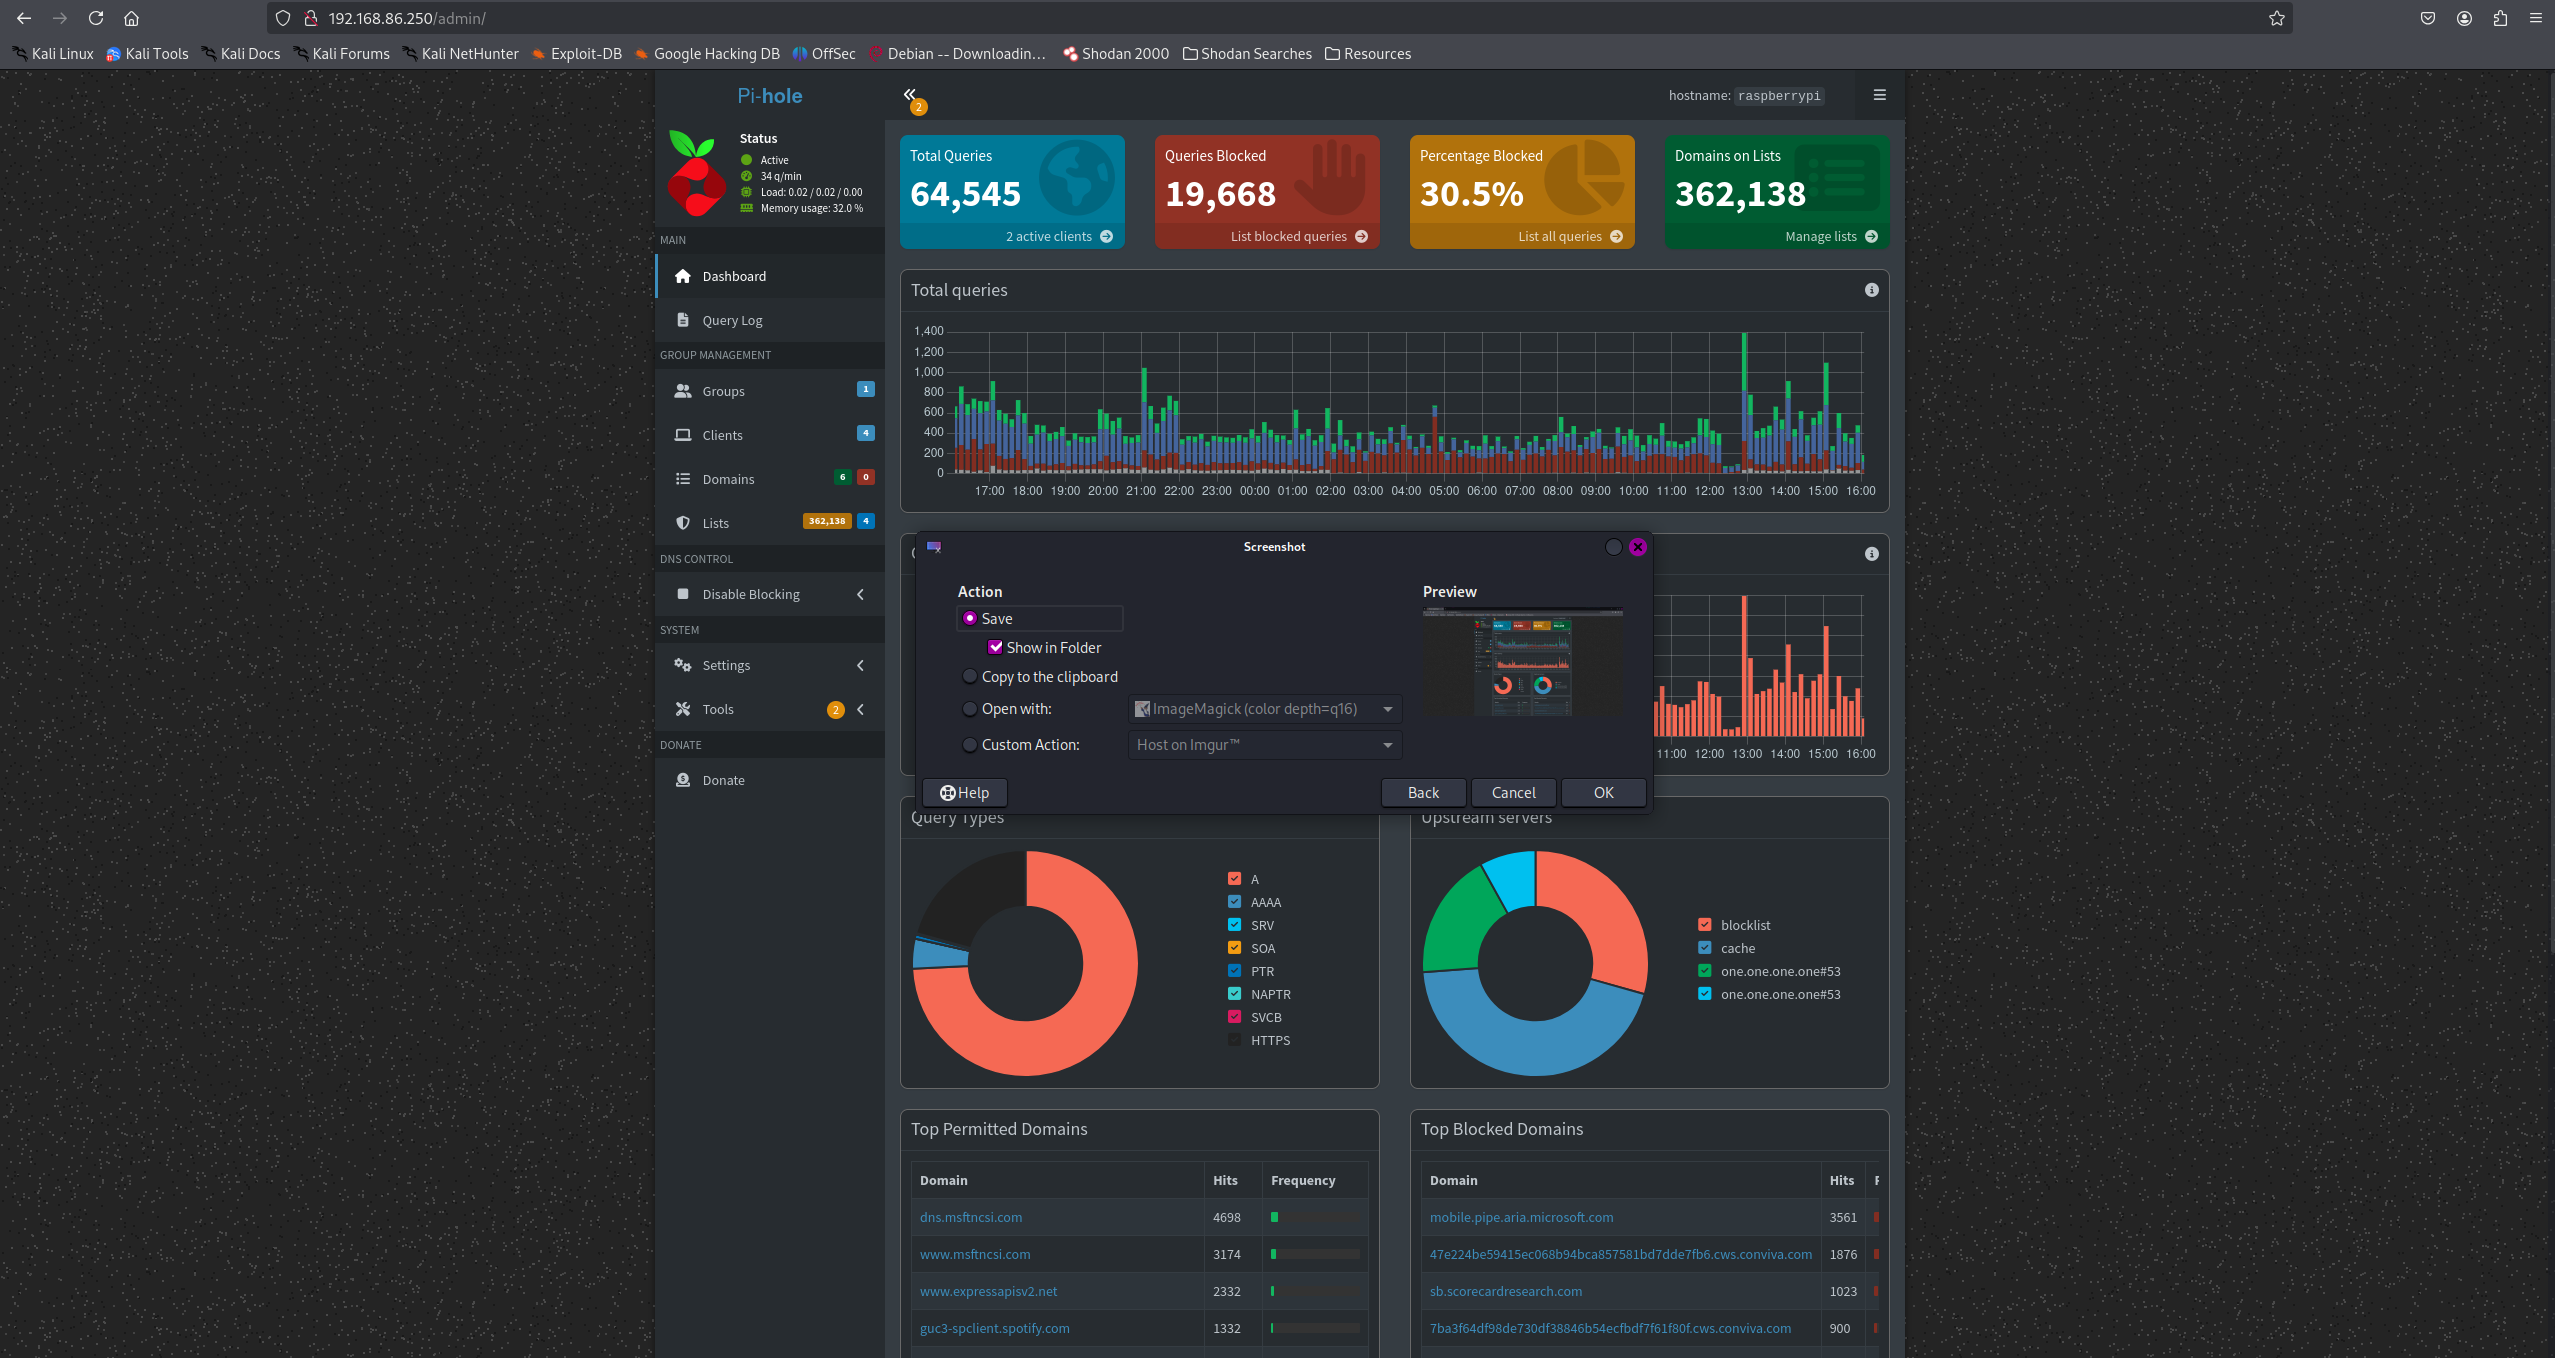 192.168.86.250/admin/
Kali Linux Kali Tools Kali Docs Kali Forums Kali NetHunter Exploit-DB Google Hacking DB OffSec Debian -- Downloadin… Shodan 2000 Shodan Searches Resources
Pi-hole
2
hostname: raspberrypi
Status
Active
34 q/min
Load: 0.02 / 0.02 / 0.00
Memory usage: 32.0 %
MAIN
Dashboard
Query Log
GROUP MANAGEMENT
Groups 1
Clients 4
Domains 6 0
Lists 362,138 4
DNS CONTROL
Disable Blocking
SYSTEM
Settings
Tools 2
DONATE
Donate
Total Queries
64,545
2 active clients
Queries Blocked
19,668
List blocked queries
Percentage Blocked
30.5%
List all queries
Domains on Lists
362,138
Manage lists
Total queries
1,400
1,200
1,000
800
600
400
200
0
17:00 18:00 19:00 20:00 21:00 22:00 23:00 00:00 01:00 02:00 03:00 04:00 05:00 06:00 07:00 08:00 09:00 10:00 11:00 12:00 13:00 14:00 15:00 16:00
Screenshot
Action
Save
Show in Folder
Copy to the clipboard
Open with: ImageMagick (color depth=q16)
Custom Action: Host on Imgur™
Preview
Help Back Cancel OK
11:00 12:00 13:00 14:00 15:00 16:00
Query Types
A
AAAA
SRV
SOA
PTR
NAPTR
SVCB
HTTPS
Upstream servers
blocklist
cache
one.one.one.one#53
one.one.one.one#53
Top Permitted Domains
Domain Hits Frequency
dns.msftncsi.com 4698
www.msftncsi.com 3174
www.expressapisv2.net 2332
guc3-spclient.spotify.com 1332
Top Blocked Domains
Domain Hits
mobile.pipe.aria.microsoft.com 3561
47e224be59415ec068b94bca857581bd7dde7fb6.cws.conviva.com 1876
sb.scorecardresearch.com 1023
7ba3f64df98de730df38846b54ecfbdf7f61f80f.cws.conviva.com 900